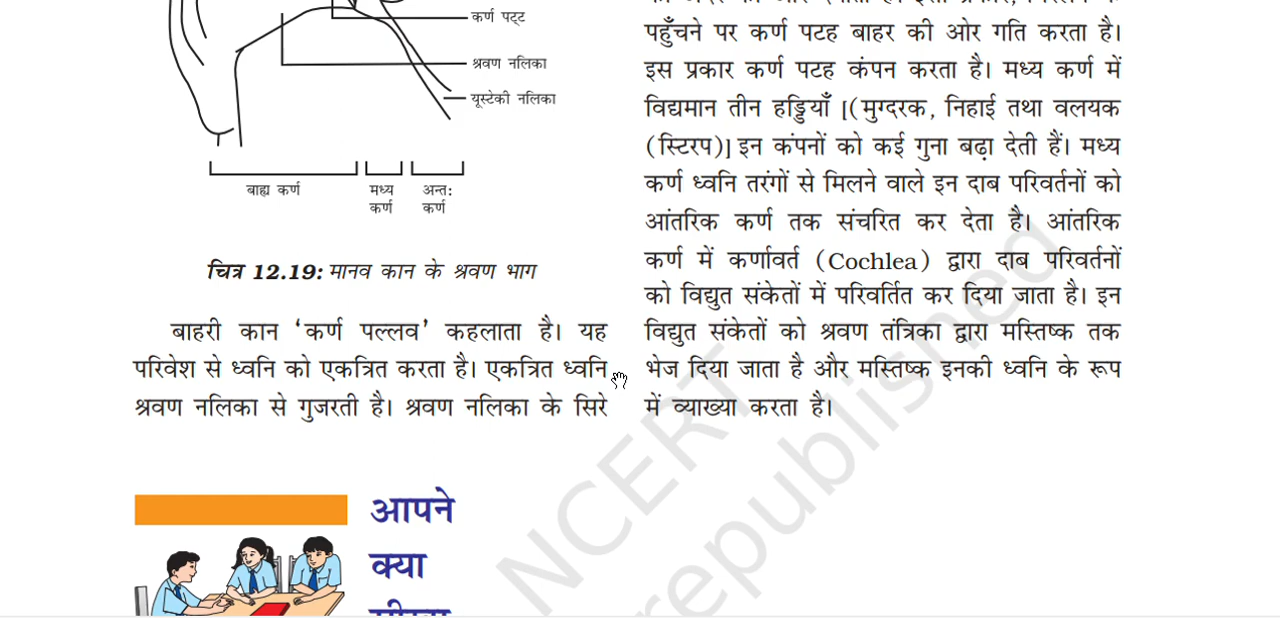 कर्ण पट्ट
श्रवण नलिका
यूस्टेकी नलिका
बाह्य कर्ण
मध्य
कर्ण
अन्तः
कर्ण
चित्र 12.19: मानव कान के श्रवण भाग
बाहरी कान ‘कर्ण पल्लव’ कहलाता है। यह
परिवेश से ध्वनि को एकत्रित करता है। एकत्रित ध्वनि
श्रवण नलिका से गुजरती है। श्रवण नलिका के सिरे
पहुँचने पर कर्ण पटह बाहर की ओर गति करता है।
इस प्रकार कर्ण पटह कंपन करता है। मध्य कर्ण में
विद्यमान तीन हड्डियाँ [(मुग्दरक, निहाई तथा वलयक
(स्टिरप)] इन कंपनों को कई गुना बढ़ा देती हैं। मध्य
कर्ण ध्वनि तरंगों से मिलने वाले इन दाब परिवर्तनों को
आंतरिक कर्ण तक संचरित कर देता है। आंतरिक
कर्ण में कर्णावर्त (Cochlea) द्वारा दाब परिवर्तनों
को विद्युत संकेतों में परिवर्तित कर दिया जाता है। इन
विद्युत संकेतों को श्रवण तंत्रिका द्वारा मस्तिष्क तक
भेज दिया जाता है और मस्तिष्क इनकी ध्वनि के रूप
में व्याख्या करता है।
आपने
क्या
NCERT
republished